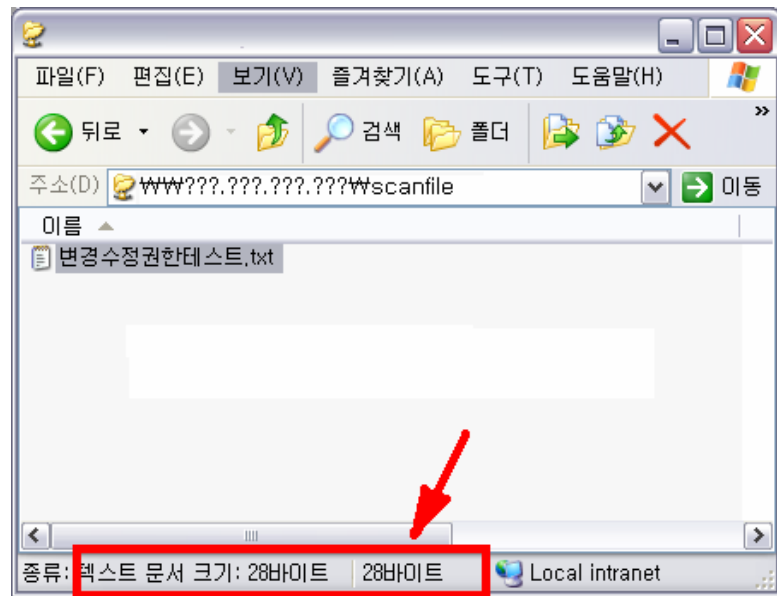 파일(F) 편집(E) 보기(V) 즐겨찾기(A) 도구(T) 도움말(H)
뒤로 검색 폴더 »
주소(D) ₩₩???.???.???.???₩scanfile 이동
이름
변경수정권한테스트.txt
종류: 텍스트 문서 크기: 28바이트 28바이트 Local intranet